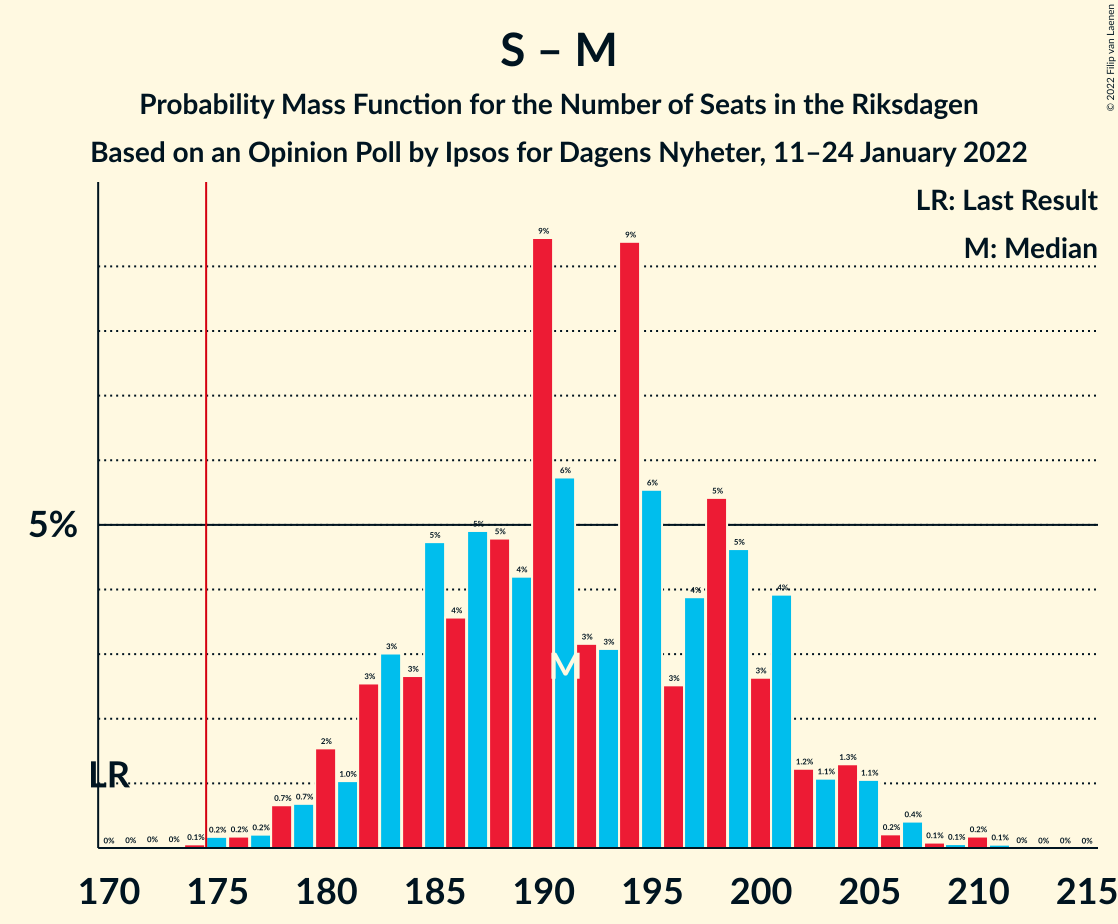 S – M
Probability Mass Function for the Number of Seats in the Riksdagen
Based on an Opinion Poll by Ipsos for Dagens Nyheter, 11–24 January 2022
© 2022 Filip van Laenen
LR: Last Result
M: Median
5%
LR
M
0% 0% 0% 0% 0.1% 0.2% 0.2% 0.2% 0.7% 0.7% 2% 1.0% 3% 3% 3% 5% 4% 5% 5% 4% 9% 6% 3% 3% 9% 6% 3% 4% 5% 5% 3% 4% 1.2% 1.1% 1.3% 1.1% 0.2% 0.4% 0.1% 0.1% 0.2% 0.1% 0% 0% 0% 0%
170 175 180 185 190 195 200 205 210 215